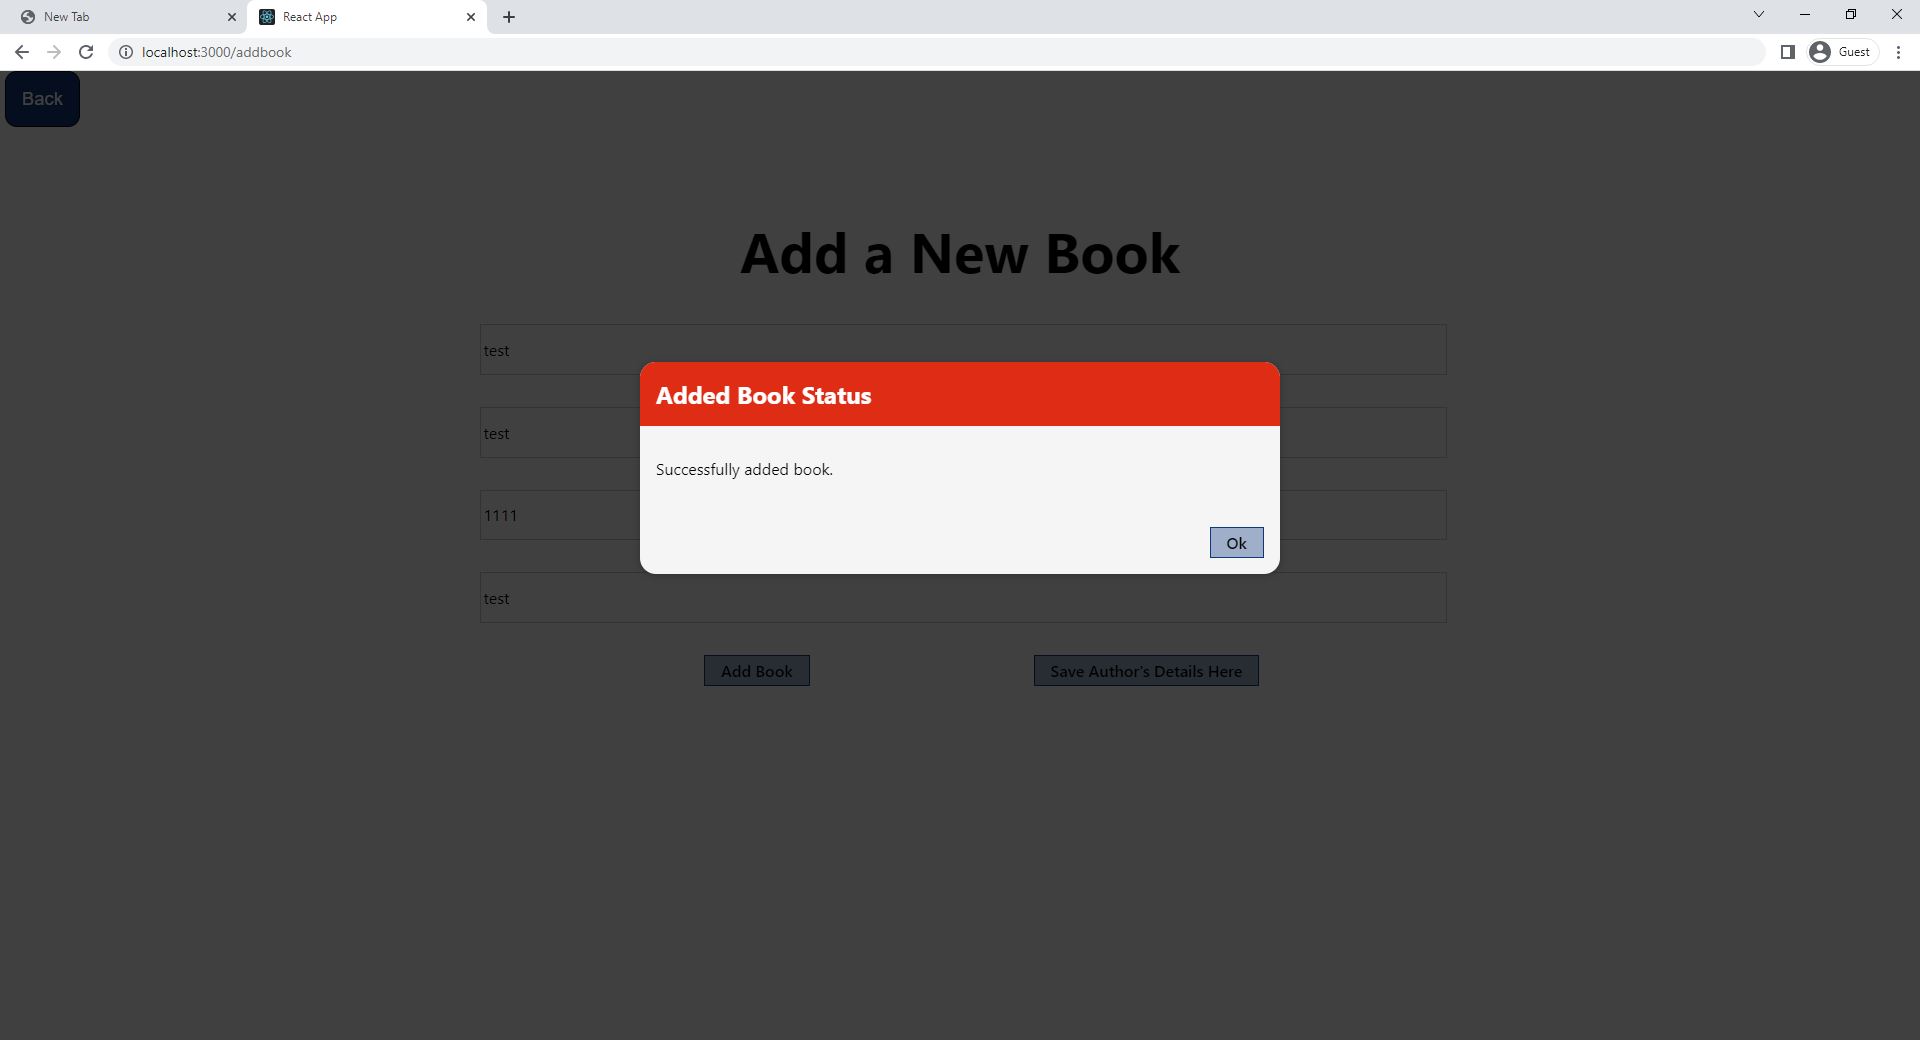 New Tab
React App
localhost:3000/addbook
Guest
Back
Add a New Book
test
test
1111
test
Added Book Status
Successfully added book.
Ok
Add Book
Save Author's Details Here